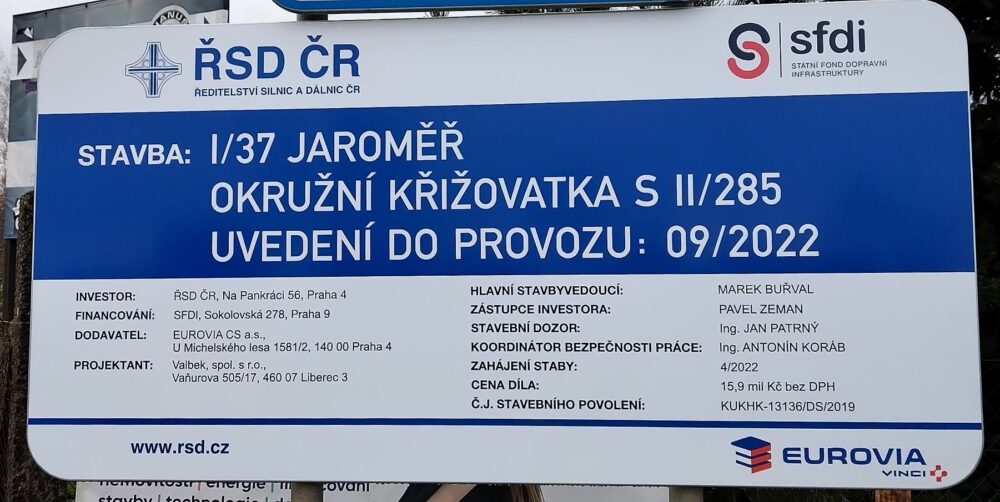 MANUS
ŘSD ČR
ŘEDITELSTVÍ SILNIC A DÁLNIC ČR
sfdi
STÁTNÍ FOND DOPRAVNÍ
INFRASTRUKTURY
STAVBA: I/37 JAROMĚŘ
OKRUŽNÍ KŘIŽOVATKA S II/285
UVEDENÍ DO PROVOZU: 09/2022
INVESTOR: ŘSD ČR, Na Pankráci 56, Praha 4
FINANCOVÁNÍ: SFDI, Sokolovská 278, Praha 9
DODAVATEL: EUROVIA CS a.s.,
U Michelského lesa 1581/2, 140 00 Praha 4
PROJEKTANT: Valbek, spol. s r.o.,
Vaňurova 505/17, 460 07 Liberec 3
HLAVNÍ STAVBYVEDOUCÍ: MAREK BUŘVAL
ZÁSTUPCE INVESTORA: PAVEL ZEMAN
STAVEBNÍ DOZOR: Ing. JAN PATRNÝ
KOORDINÁTOR BEZPEČNOSTI PRÁCE: Ing. ANTONÍN KORÁB
ZAHÁJENÍ STABY: 4/2022
CENA DÍLA: 15,9 mil Kč bez DPH
Č.J. STAVEBNÍHO POVOLENÍ: KUKHK-13136/DS/2019
www.rsd.cz
EUROVIA
VINCI
nemovitosti | energie |
stavby | technologie |